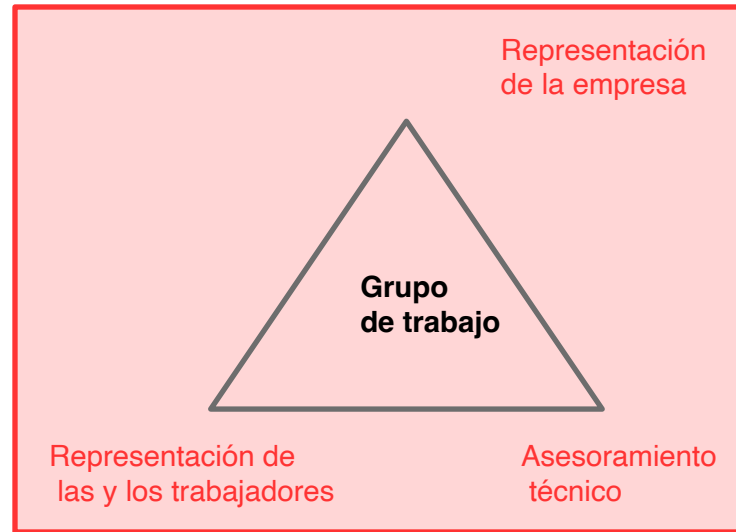 Representación
de la empresa
Grupo
de trabajo
Representación de
las y los trabajadores
Asesoramiento
técnico